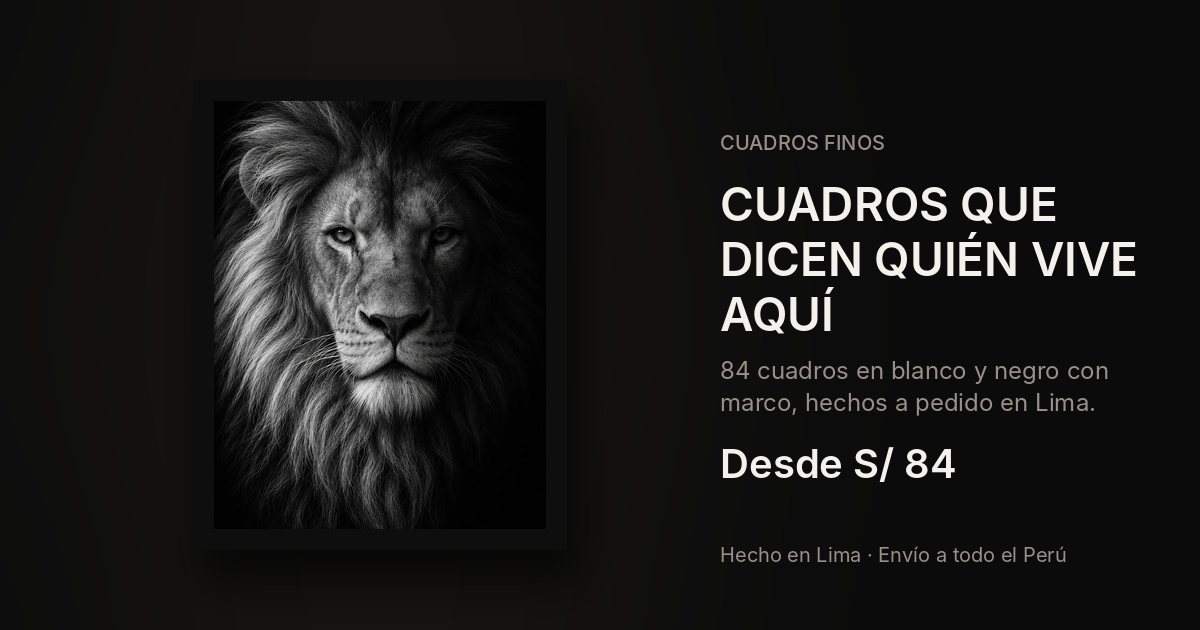 CUADROS FINOS
CUADROS QUE
DICEN QUIÉN VIVE
AQUÍ
84 cuadros en blanco y negro con
marco, hechos a pedido en Lima.
Desde S/ 84
Hecho en Lima · Envío a todo el Perú